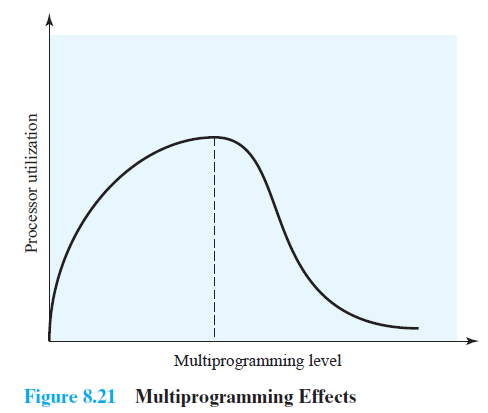 Processor utilization
Multiprogramming level
Figure 8.21 Multiprogramming Effects